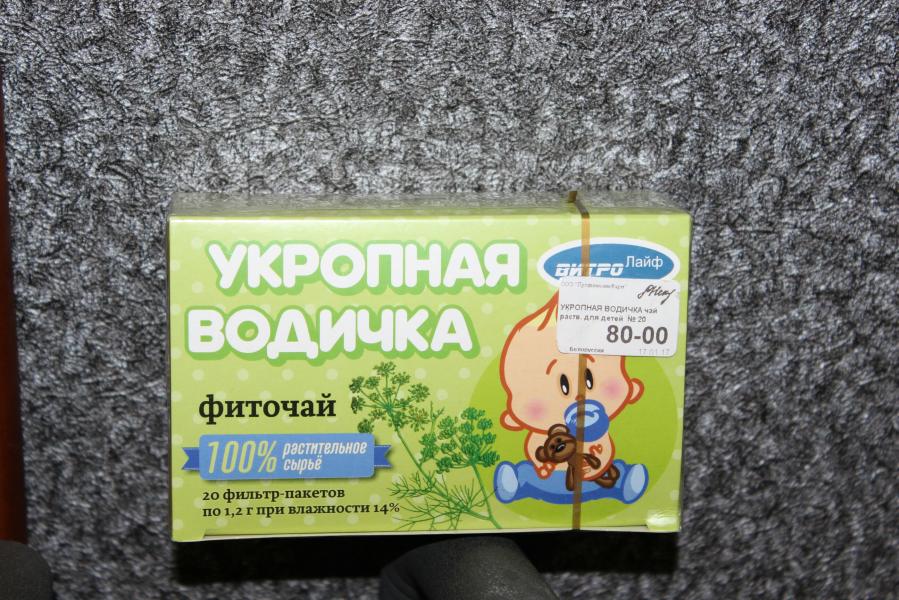 УКРОПНАЯ
ВОДИЧКА
ВИТРО Лайф
УКРОПНАЯ ВОДИЧКА чай
раств. для детей № 20
80-00
Белоруссия 17.01.17
фиточай
100% растительное
сырьё
20 фильтр-пакетов
по 1,2 г при влажности 14%